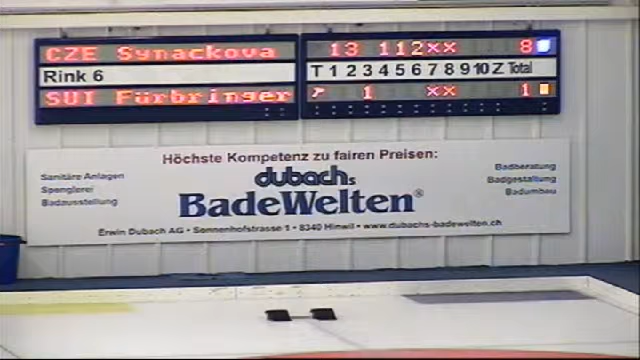 CZE Synackova 13 112xx 8
Rink 6 T 1 2 3 4 5 6 7 8 9 10 Z Total
SUI Fürbringer 1 xx 1
Höchste Kompetenz zu fairen Preisen:
Sanitäre Anlagen
Spenglerei
Badausstellung
dubachs
BadeWelten®
Badberatung
Badgestaltung
Badumbau
Erwin Dubach AG • Sonnenhofstrasse 1 • 8340 Hinwil • www.dubachs-badewelten.ch